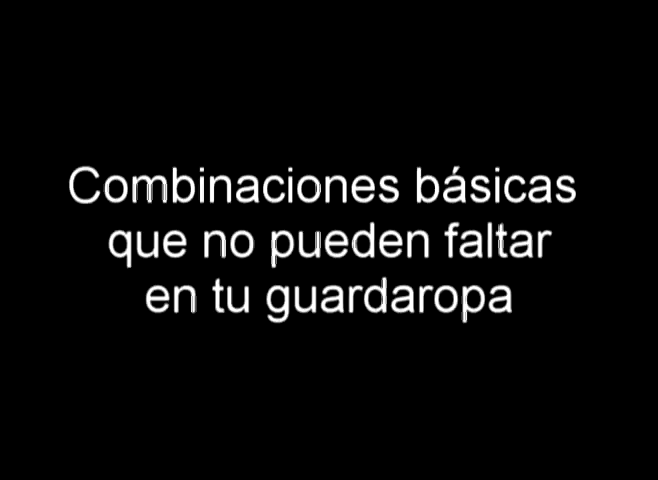 Combinaciones básicas
que no pueden faltar
en tu guardaropa